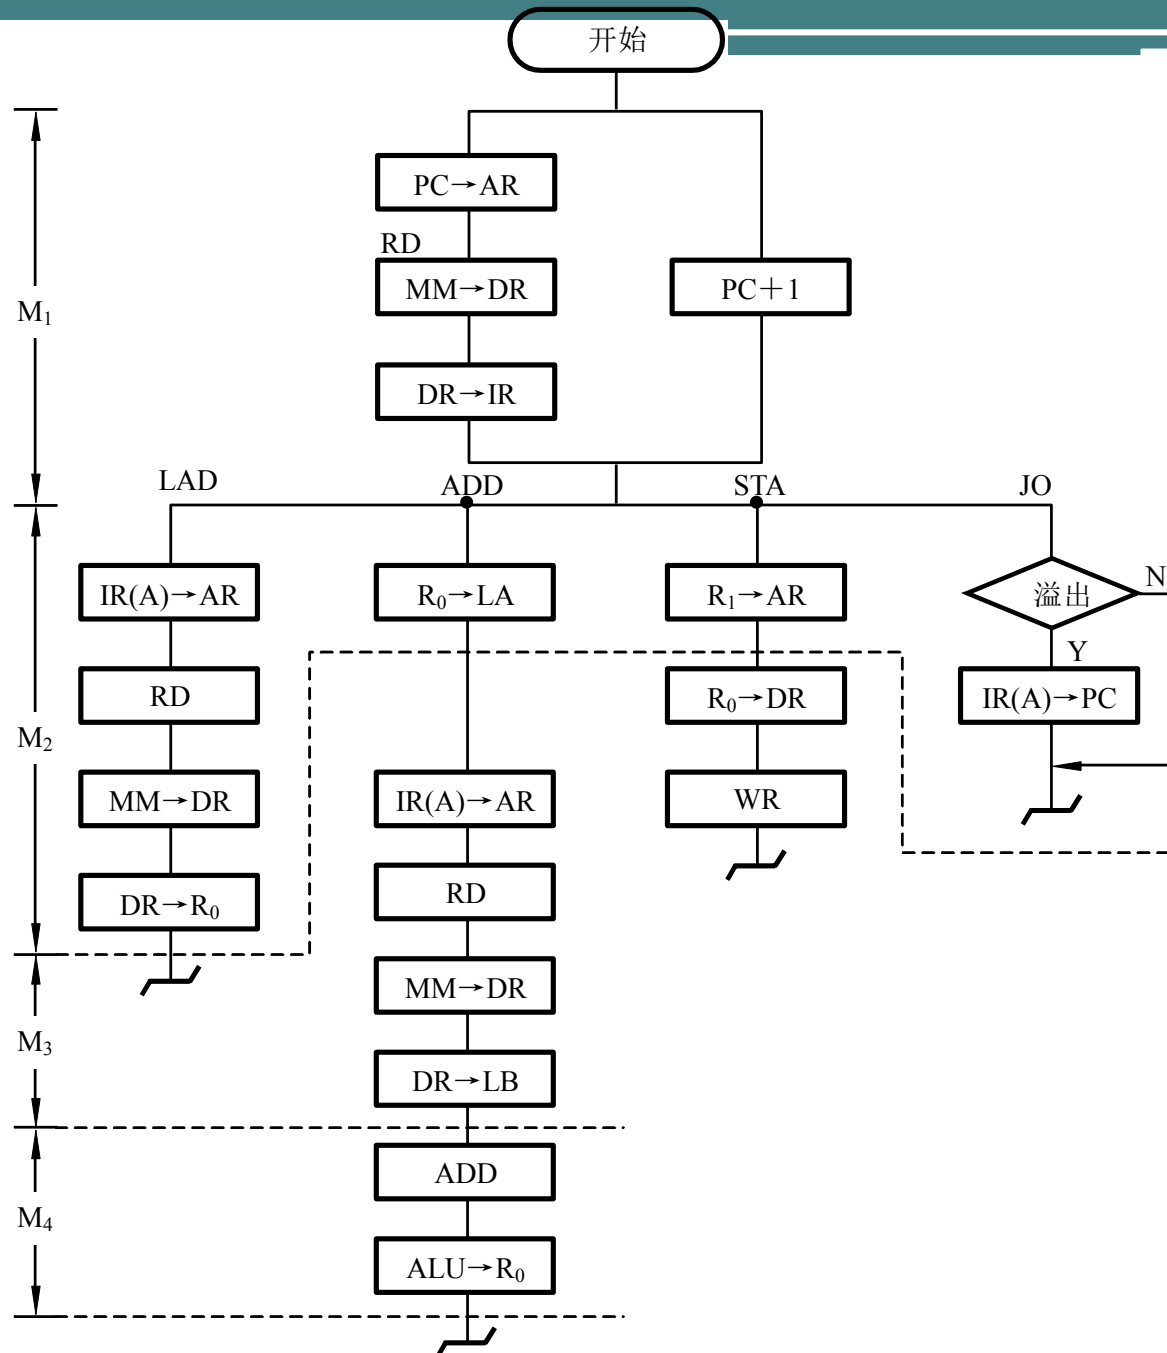 开始
PC→AR
RD
MM→DR
PC＋1
M₁
DR→IR
LAD
ADD
STA
JO
IR(A)→AR
R₀→LA
R₁→AR
溢出
N
Y
RD
R₀→DR
IR(A)→PC
M₂
MM→DR
IR(A)→AR
WR
DR→R₀
RD
MM→DR
M₃
DR→LB
ADD
M₄
ALU→R₀